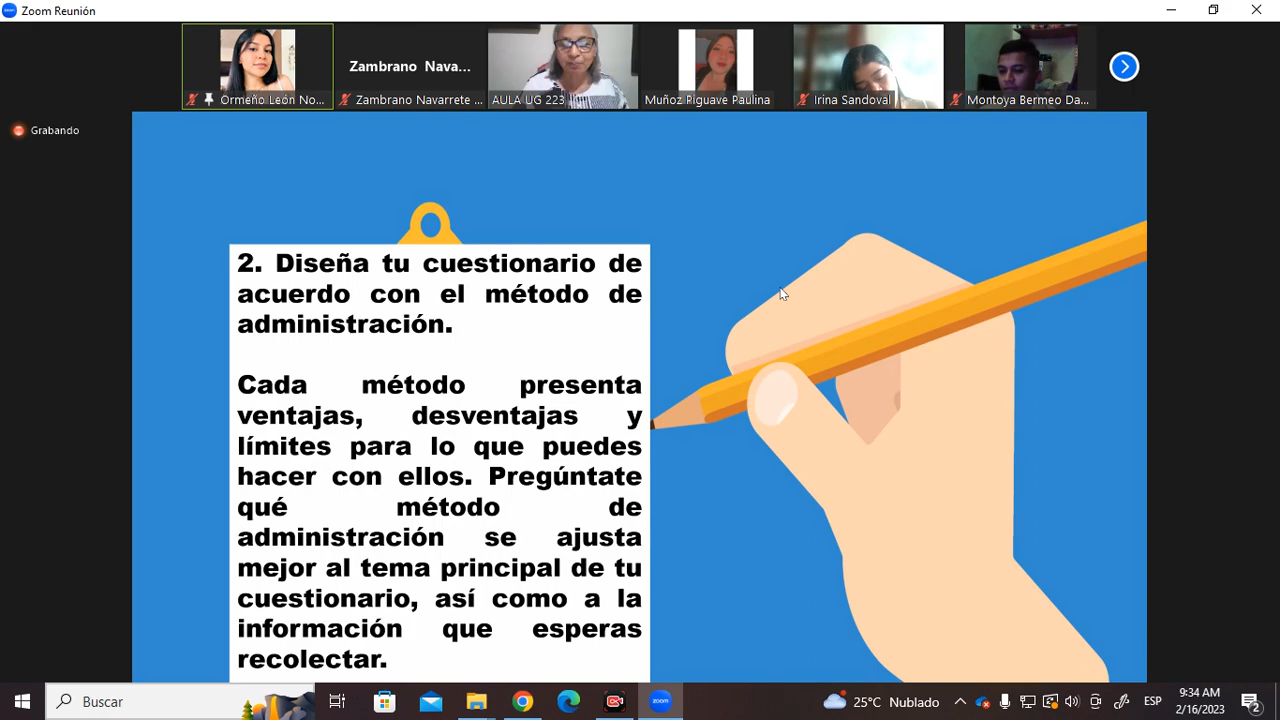 Zoom Reunión
Zambrano Nava...
Ormeño León No...
Zambrano Navarrete ...
AULA UG 223
Muñoz Piguave Paulina
Irina Sandoval
Montoya Bermeo Da...
Grabando
2. Diseña tu cuestionario de
acuerdo con el método de
administración.
Cada método presenta
ventajas, desventajas y
límites para lo que puedes
hacer con ellos. Pregúntate
qué método de
administración se ajusta
mejor al tema principal de tu
cuestionario, así como a la
información que esperas
recolectar.
Buscar
zoom
25°C Nublado
ESP
9:34 AM
2/16/2023
2